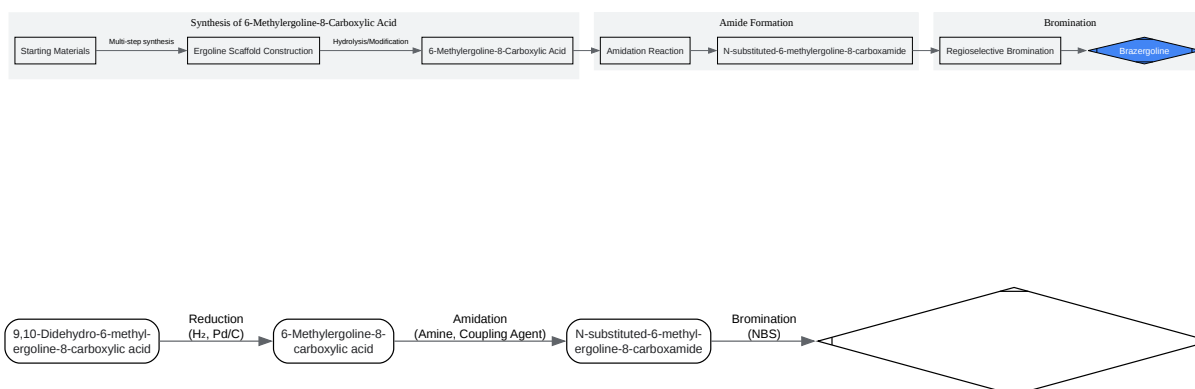 Synthesis of 6-Methylergoline-8-Carboxylic Acid
Amide Formation
Bromination
Starting Materials
Multi-step synthesis
Ergoline Scaffold Construction
Hydrolysis/Modification
6-Methylergoline-8-Carboxylic Acid
Amidation Reaction
N-substituted-6-methylergoline-8-carboxamide
Regioselective Bromination
Brazergoline
9,10-Didehydro-6-methyl-
ergoline-8-carboxylic acid
Reduction
(H₂, Pd/C)
6-Methylergoline-8-
carboxylic acid
Amidation
(Amine, Coupling Agent)
N-substituted-6-methyl-
ergoline-8-carboxamide
Bromination
(NBS)